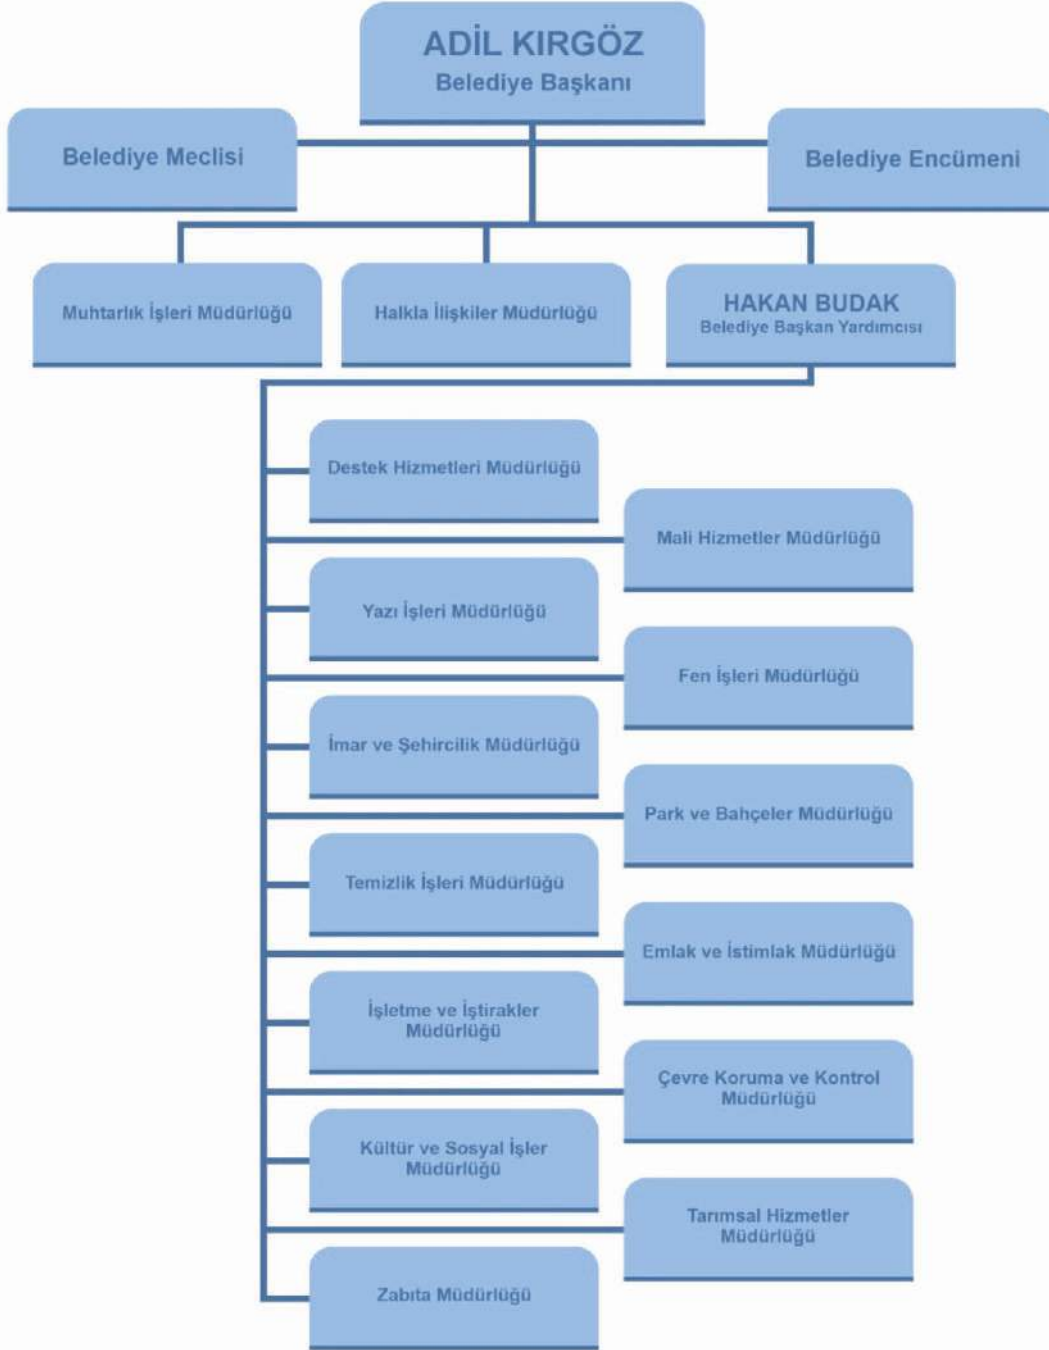 ADİL KIRGÖZ
Belediye Başkanı
Belediye Meclisi
Belediye Encümeni
Muhtarlık İşleri Müdürlüğü
Halkla İlişkiler Müdürlüğü
HAKAN BUDAK
Belediye Başkan Yardımcısı
Destek Hizmetleri Müdürlüğü
Mali Hizmetler Müdürlüğü
Yazı İşleri Müdürlüğü
Fen İşleri Müdürlüğü
İmar ve Şehircilik Müdürlüğü
Park ve Bahçeler Müdürlüğü
Temizlik İşleri Müdürlüğü
Emlak ve İstimlak Müdürlüğü
İşletme ve İştirakler
Müdürlüğü
Çevre Koruma ve Kontrol
Müdürlüğü
Kültür ve Sosyal İşler
Müdürlüğü
Tarımsal Hizmetler
Müdürlüğü
Zabıta Müdürlüğü